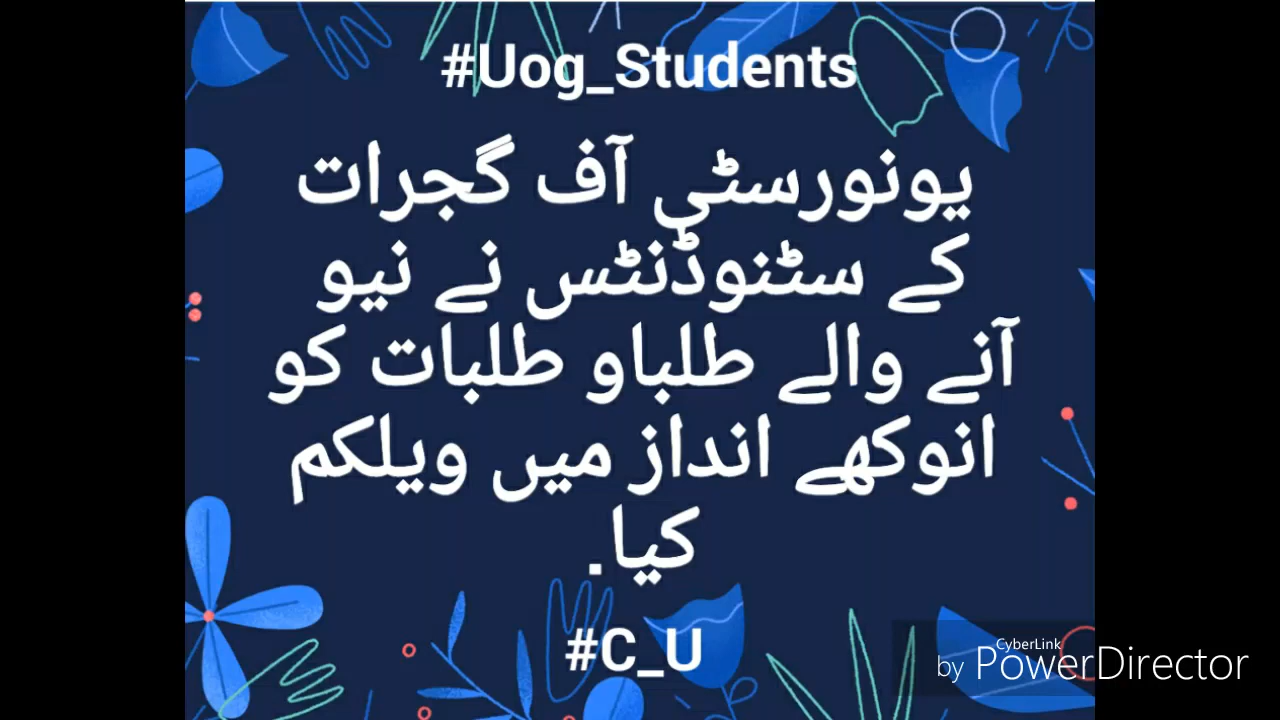 #Uog_Students
یونورسٹی آف گجرات
کے سٹنوڈنٹس نے نیو
آنے والے طلباو طلبات کو
انوکھے انداز میں ویلکم
کیا.
#C_U
CyberLink
by PowerDirector